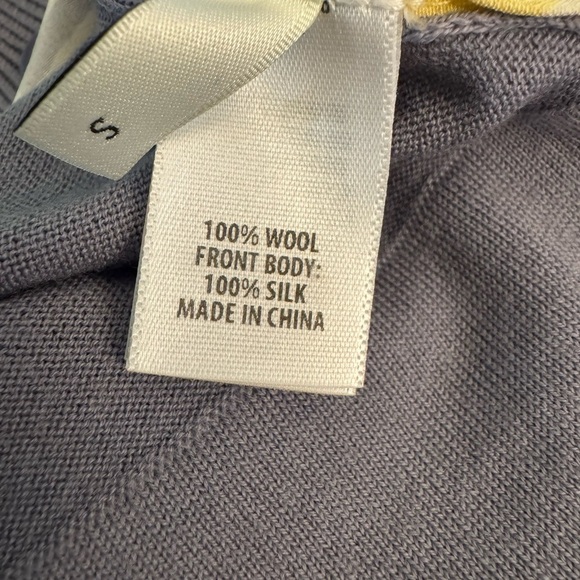 S
100% WOOL
FRONT BODY:
100% SILK
MADE IN CHINA